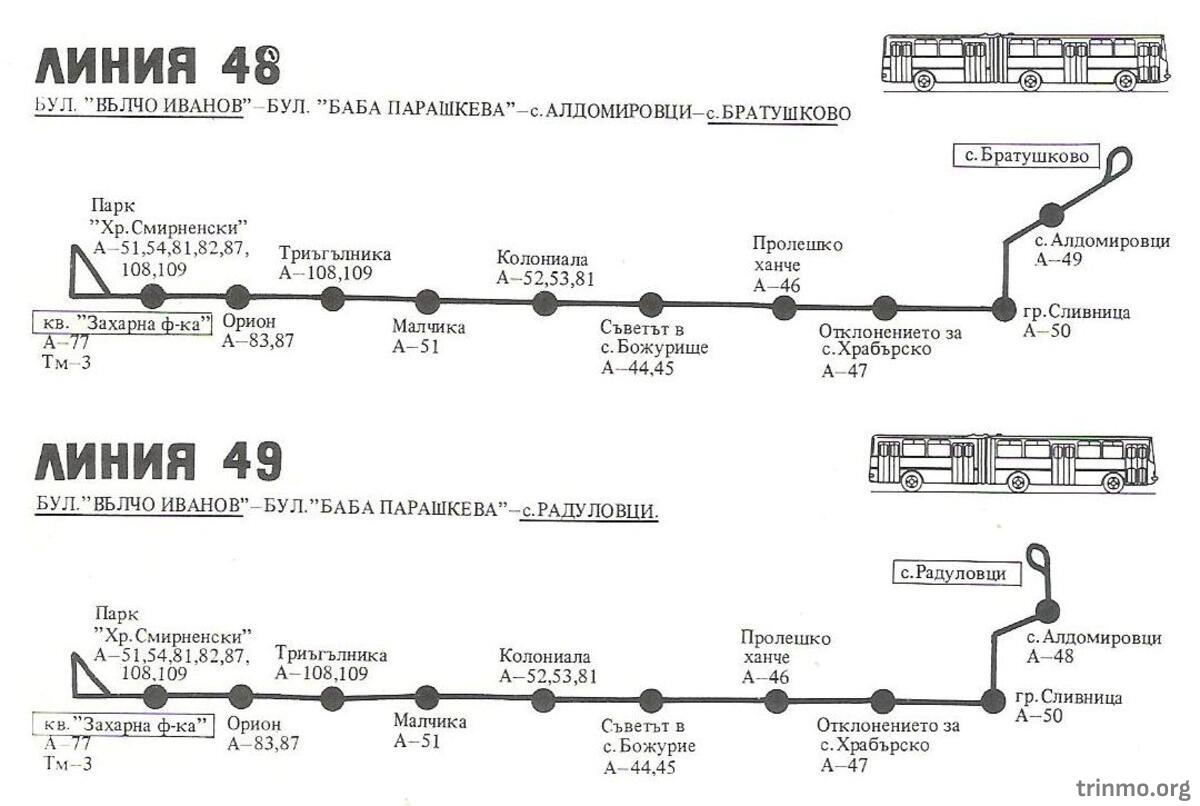 ЛИНИЯ 48
БУЛ. "ВЪЛЧО ИВАНОВ"–БУЛ. "БАБА ПАРАШКЕВА"–с.АЛДОМИРОВЦИ–с.БРАТУШКОВО
с.Братушково
Парк
"Хр.Смирненски"
А–51,54,81,82,87,
108,109
Триъгълника
А–108,109
Колониала
А–52,53,81
Пролешко
ханче
А–46
с.Алдомировци
А–49
кв. "Захарна ф-ка"
А–77
Тм–3
Орион
А–83,87
Малчика
А–51
Съветът в
с.Божурище
А–44,45
Отклонението за
с.Храбърско
А–47
гр.Сливница
А–50
ЛИНИЯ 49
БУЛ."ВЪЛЧО ИВАНОВ"–БУЛ."БАБА ПАРАШКЕВА"–с.РАДУЛОВЦИ.
с.Радуловци
Парк
"Хр.Смирненски"
А–51,54,81,82,87,
108,109
Триъгълника
А–108,109
Колониала
А–52,53,81
Пролешко
ханче
А–46
с.Алдомировци
А–48
кв. "Захарна ф-ка"
А–77
Тм–3
Орион
А–83,87
Малчика
А–51
Съветът в
с.Божурие
А–44,45
Отклонението за
с.Храбърско
А–47
гр.Сливница
А–50
trinmo.org